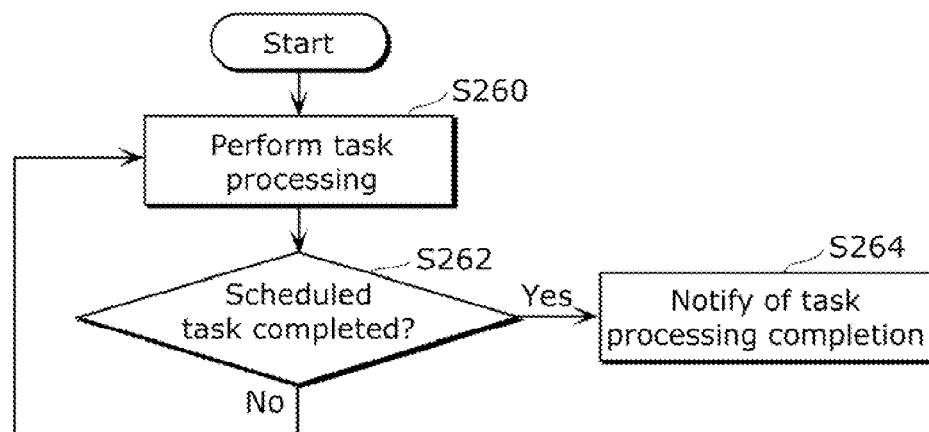 Start
S260
Perform task
processing
S262
Scheduled
task completed?
Yes
S264
Notify of task
processing completion
No